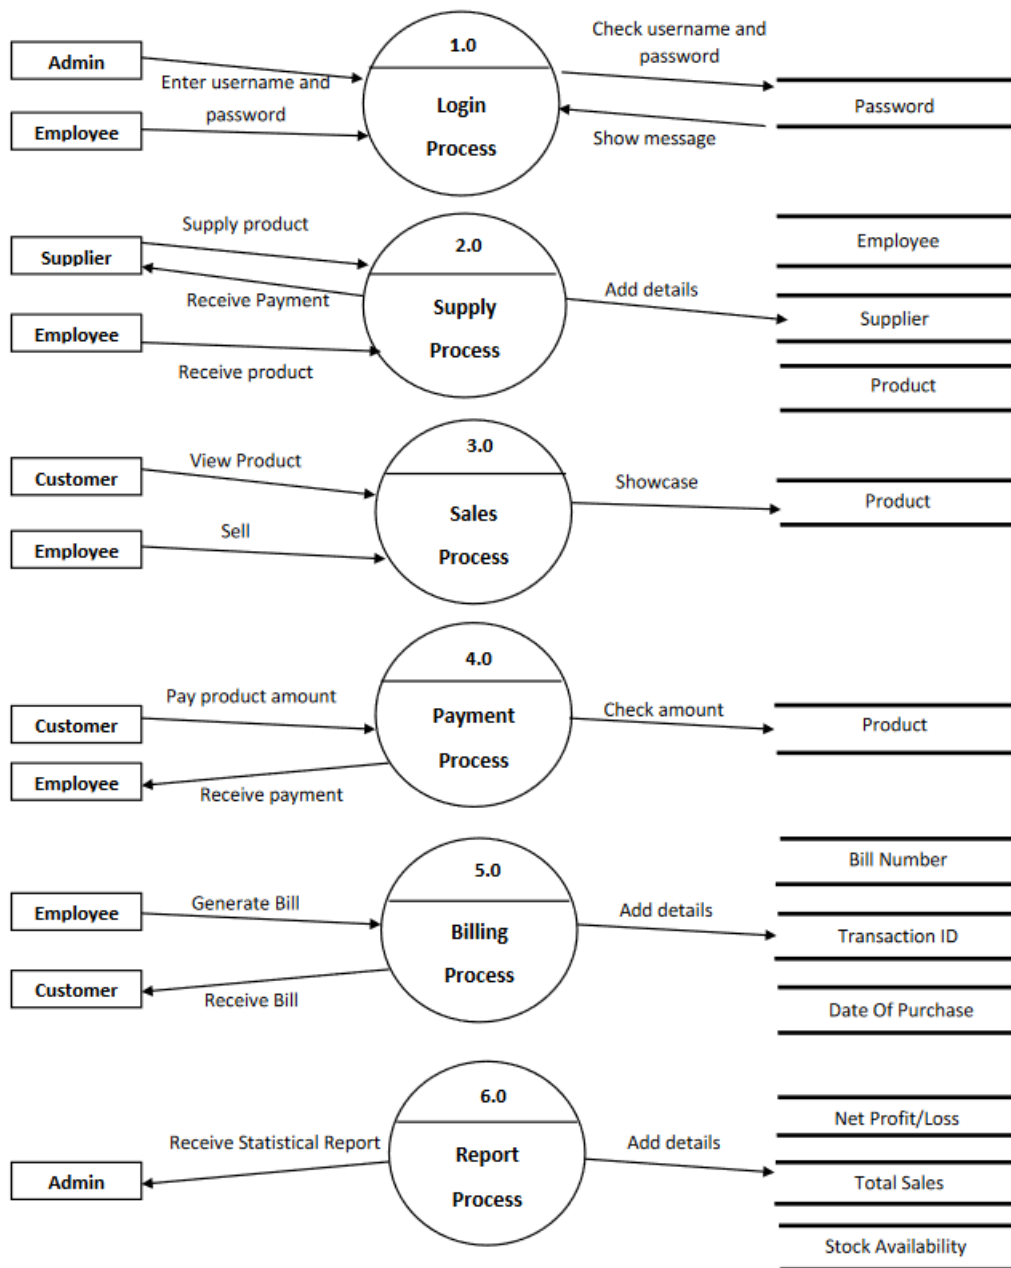 Admin
Employee
Enter username and
password
1.0
Login
Process
Check username and
password
Show message
Password
Supplier
Employee
Supply product
Receive Payment
Receive product
2.0
Supply
Process
Add details
Employee
Supplier
Product
Customer
Employee
View Product
Sell
3.0
Sales
Process
Showcase
Product
Customer
Employee
Pay product amount
Receive payment
4.0
Payment
Process
Check amount
Product
Employee
Customer
Generate Bill
Receive Bill
5.0
Billing
Process
Add details
Bill Number
Transaction ID
Date Of Purchase
Admin
Receive Statistical Report
6.0
Report
Process
Add details
Net Profit/Loss
Total Sales
Stock Availability